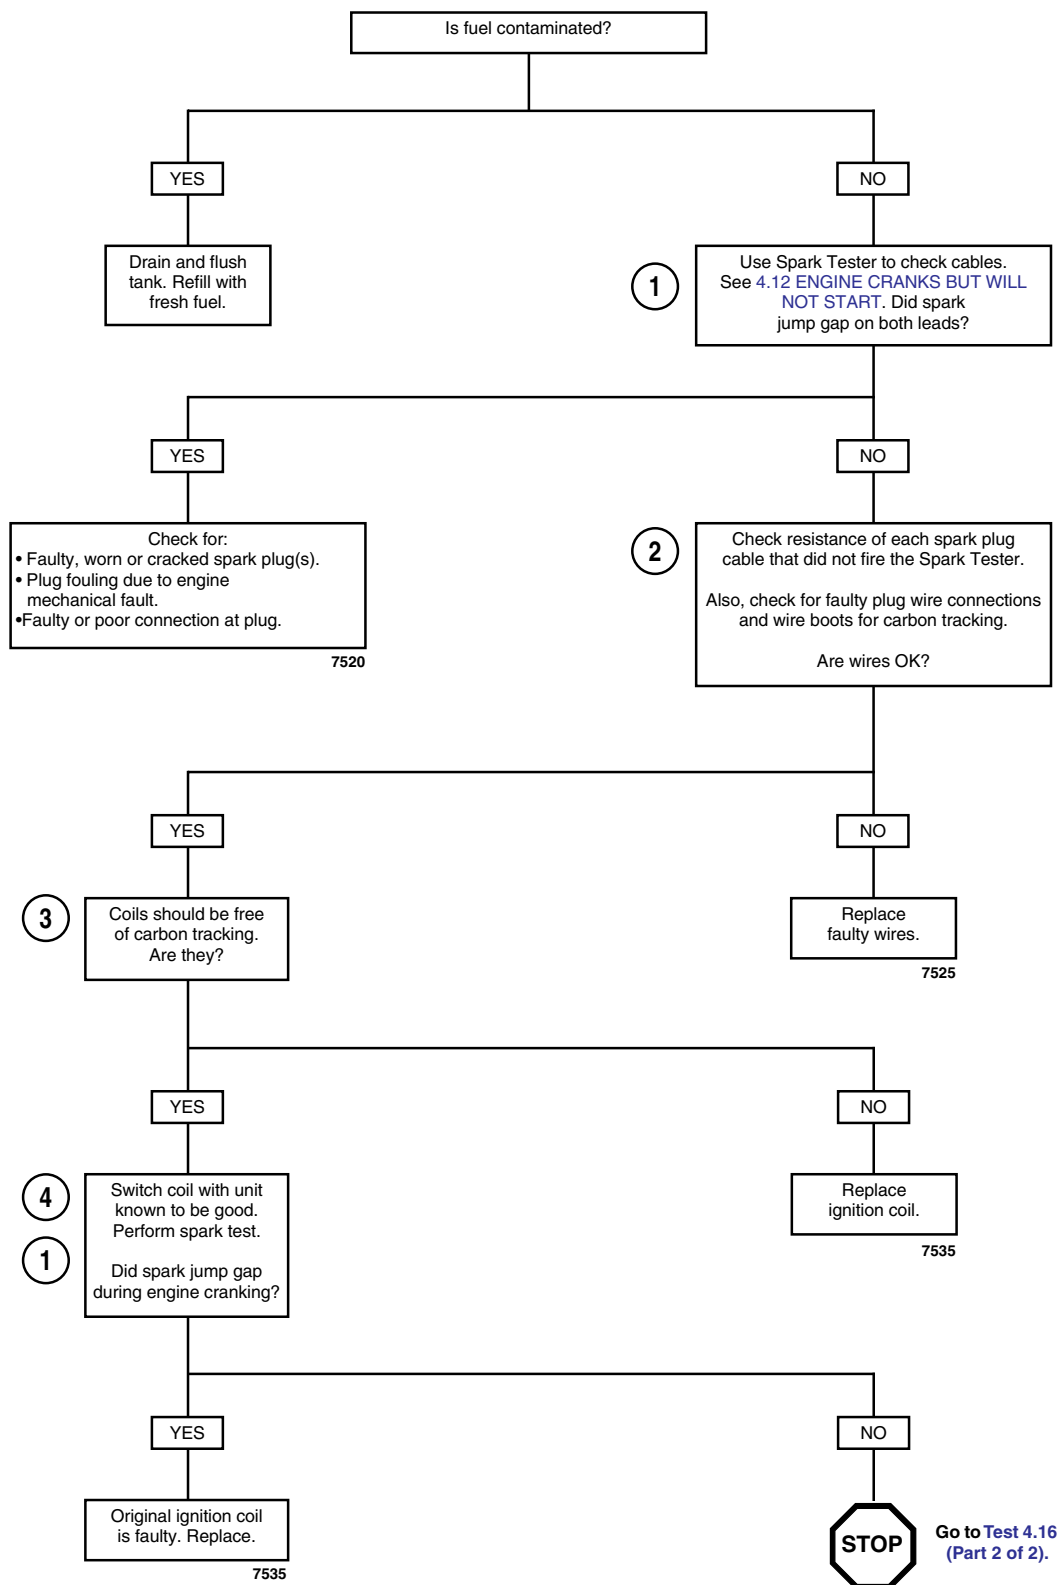 Is fuel contaminated?
YES
NO
Drain and flush
tank. Refill with
fresh fuel.
1
Use Spark Tester to check cables.
See 4.12 ENGINE CRANKS BUT WILL
NOT START. Did spark
jump gap on both leads?
YES
NO
Check for:
• Faulty, worn or cracked spark plug(s).
• Plug fouling due to engine
mechanical fault.
•Faulty or poor connection at plug.
7520
2
Check resistance of each spark plug
cable that did not fire the Spark Tester.
Also, check for faulty plug wire connections
and wire boots for carbon tracking.
Are wires OK?
YES
NO
3
Coils should be free
of carbon tracking.
Are they?
Replace
faulty wires.
7525
YES
NO
4
1
Switch coil with unit
known to be good.
Perform spark test.
Did spark jump gap
during engine cranking?
Replace
ignition coil.
7535
YES
NO
Original ignition coil
is faulty. Replace.
7535
STOP
Go to Test 4.16
(Part 2 of 2).